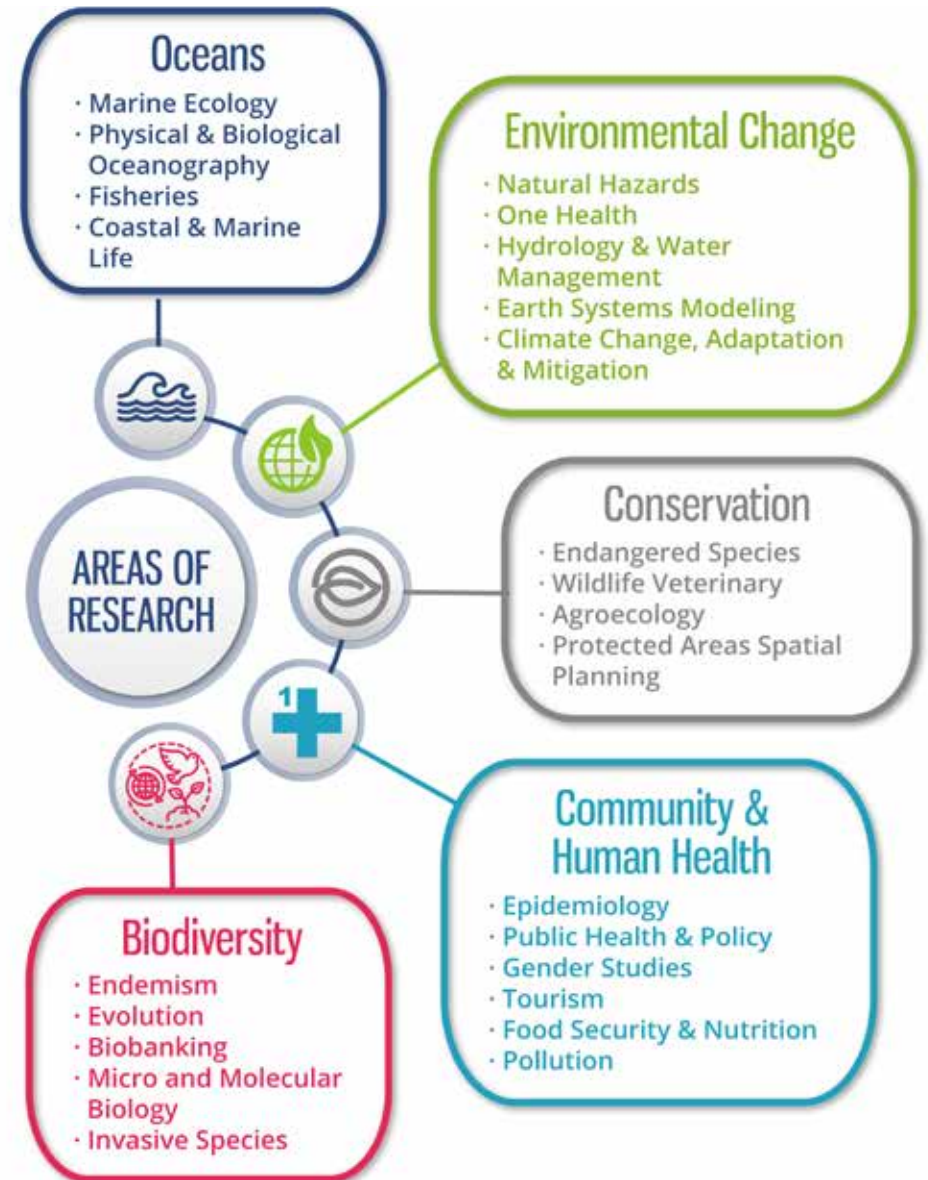 Oceans
· Marine Ecology
· Physical & Biological
Oceanography
· Fisheries
· Coastal & Marine
Life
Environmental Change
· Natural Hazards
· One Health
· Hydrology & Water
Management
· Earth Systems Modeling
· Climate Change, Adaptation
& Mitigation
AREAS OF
RESEARCH
Conservation
· Endangered Species
· Wildlife Veterinary
· Agroecology
· Protected Areas Spatial
Planning
1
Community &
Human Health
· Epidemiology
· Public Health & Policy
· Gender Studies
· Tourism
· Food Security & Nutrition
· Pollution
Biodiversity
· Endemism
· Evolution
· Biobanking
· Micro and Molecular
Biology
· Invasive Species